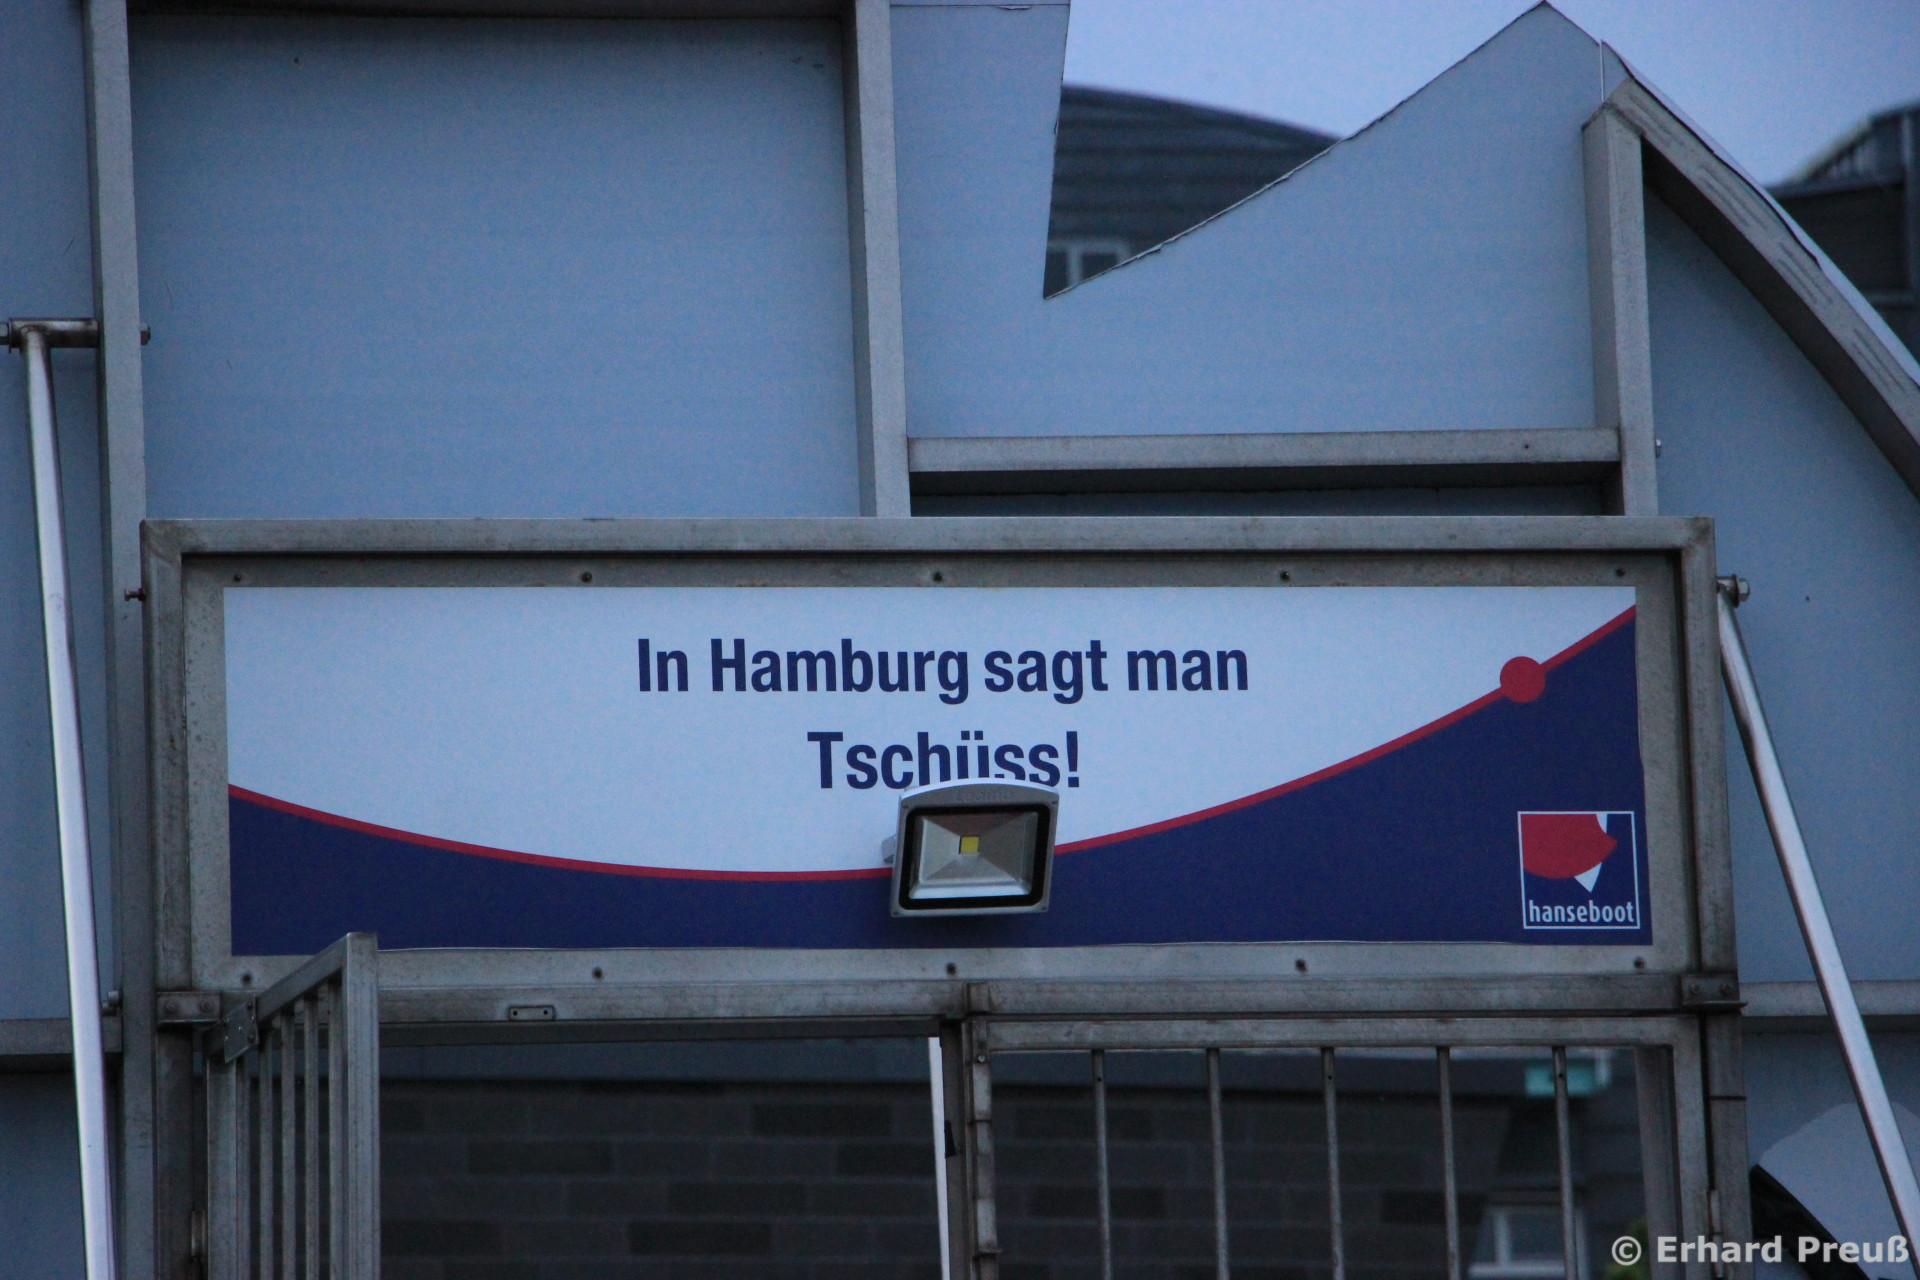 In Hamburg sagt man
Tschüss!
hanseboot
© Erhard Preuß